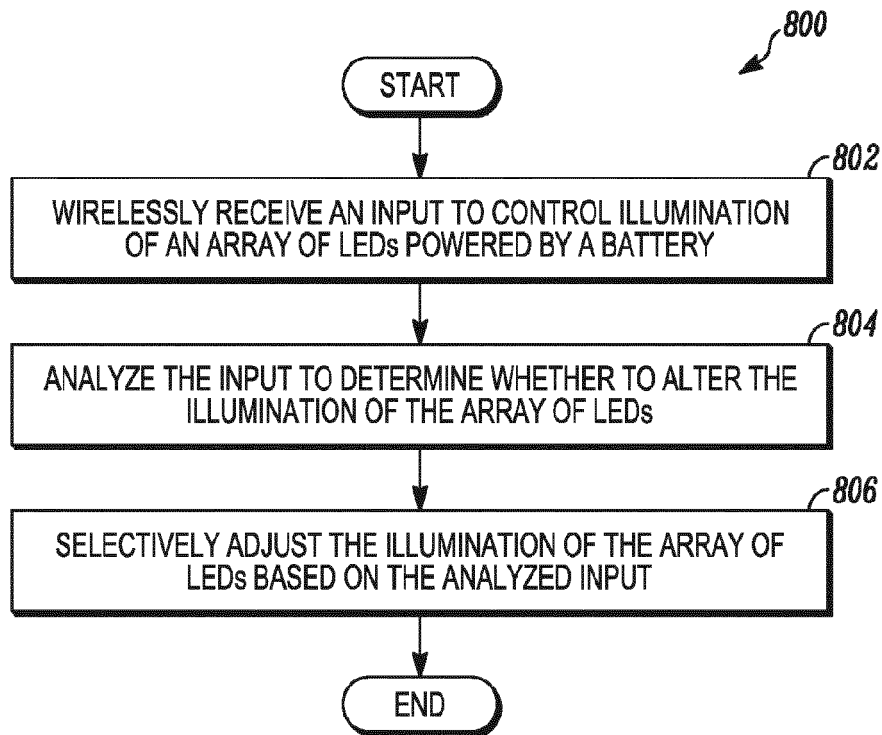 800
START
802
WIRELESSLY RECEIVE AN INPUT TO CONTROL ILLUMINATION
OF AN ARRAY OF LEDs POWERED BY A BATTERY
804
ANALYZE THE INPUT TO DETERMINE WHETHER TO ALTER THE
ILLUMINATION OF THE ARRAY OF LEDs
806
SELECTIVELY ADJUST THE ILLUMINATION OF THE ARRAY OF
LEDs BASED ON THE ANALYZED INPUT
END